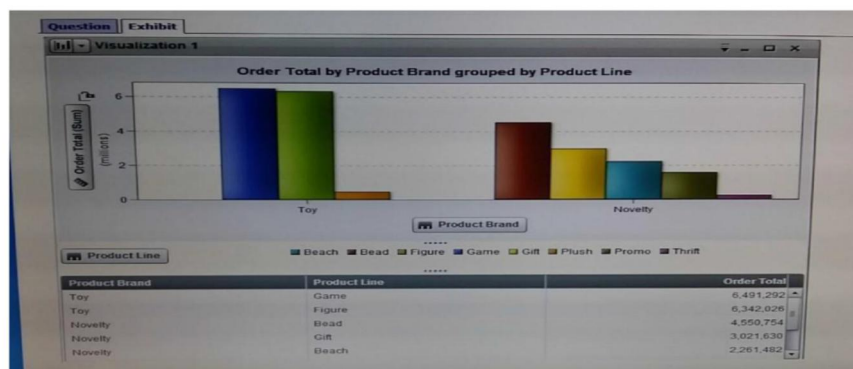 Question Exhibit
Visualization 1
Order Total by Product Brand grouped by Product Line
Order Total (Sum)
(millions)
6
4
2
0
Toy Novelty
Product Brand
Product Line
Beach Bead Figure Game Gift Plush Promo Thrift
Product Brand Product Line Order Total
Toy Game 6,491,292
Toy Figure 6,342,026
Novelty Bead 4,550,754
Novelty Gift 3,021,630
Novelty Beach 2,261,482